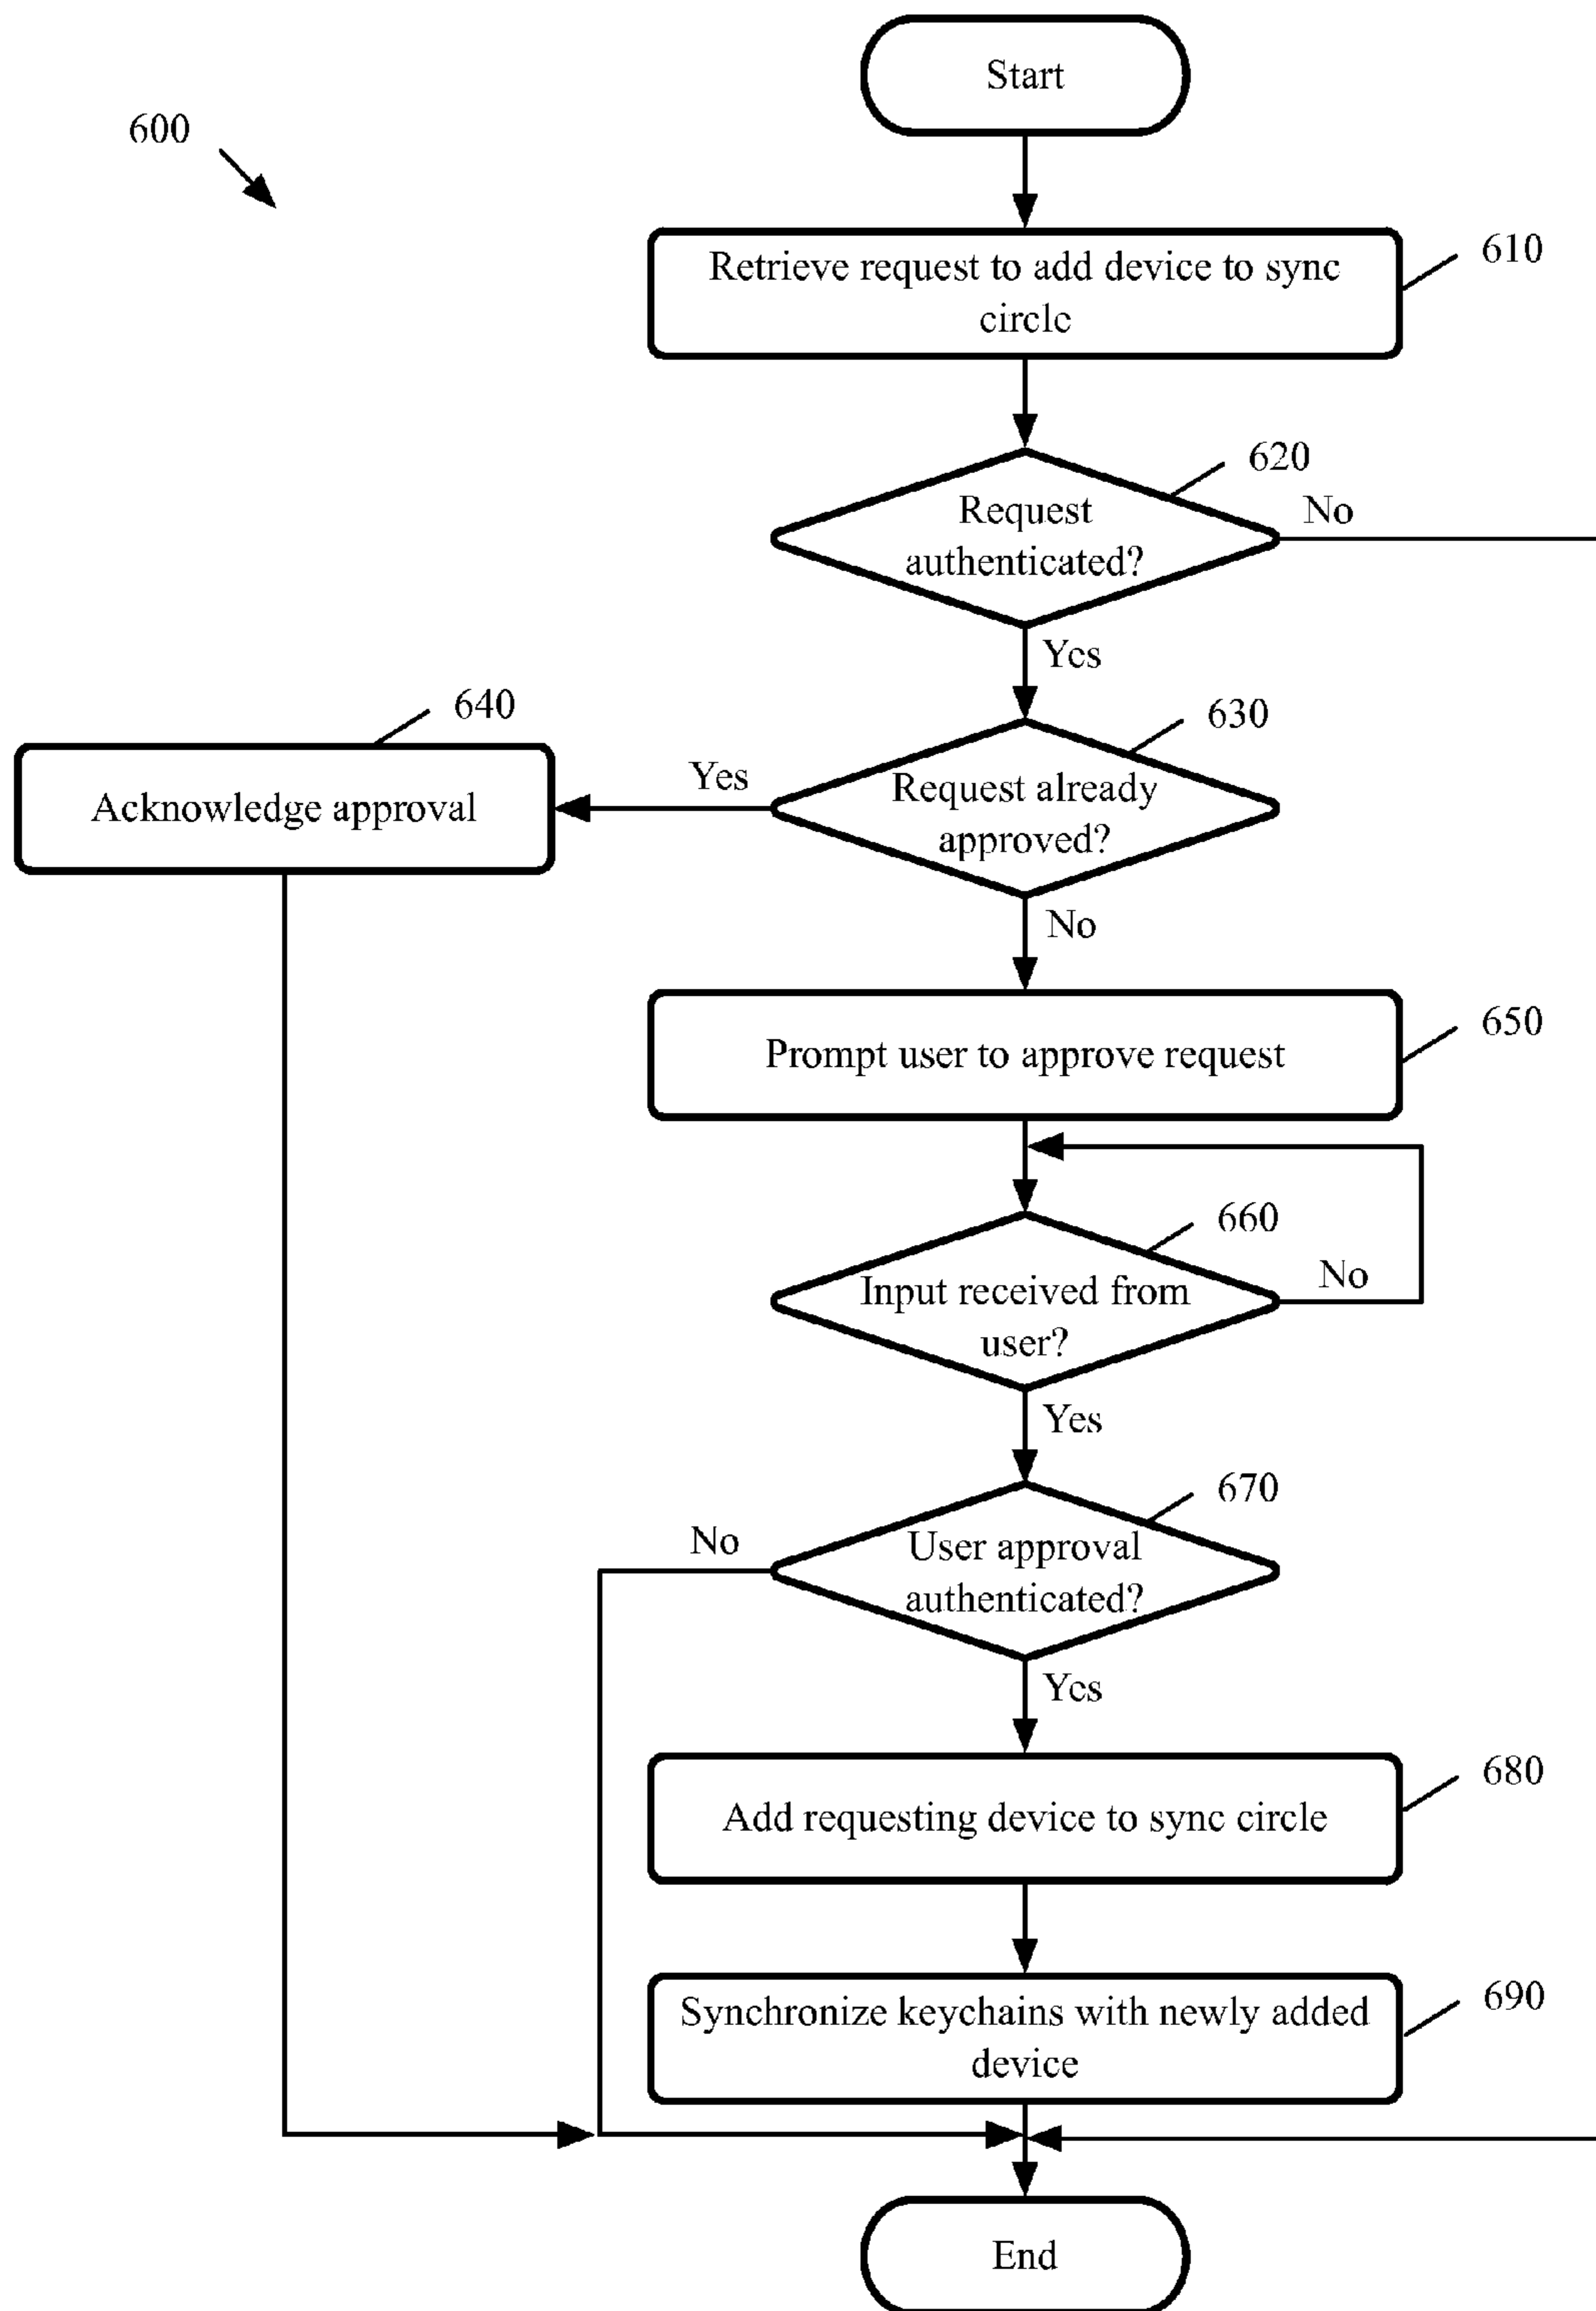 Start
600
Retrieve request to add device to sync
circle
610
620
Request
authenticated?
No
Yes
640
630
Acknowledge approval
Yes
Request already
approved?
No
650
Prompt user to approve request
660
Input received from
user?
No
Yes
670
No
User approval
authenticated?
Yes
680
Add requesting device to sync circle
690
Synchronize keychains with newly added
device
End